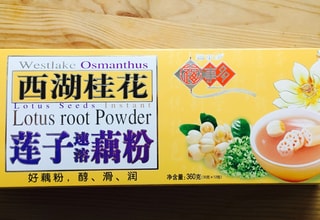 Westlake Osmanthus
西湖桂花
Lotus Seeds Instant
Lotus root Powder
莲子速溶藕粉
好藕粉,醇、滑、润
净含量:360克